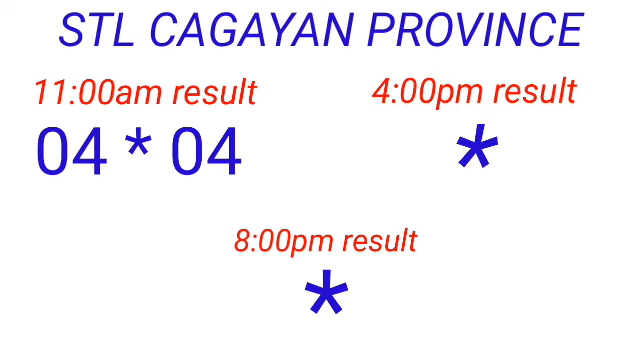 STL CAGAYAN PROVINCE
11:00am result 4:00pm result
04 * 04 *
8:00pm result
*